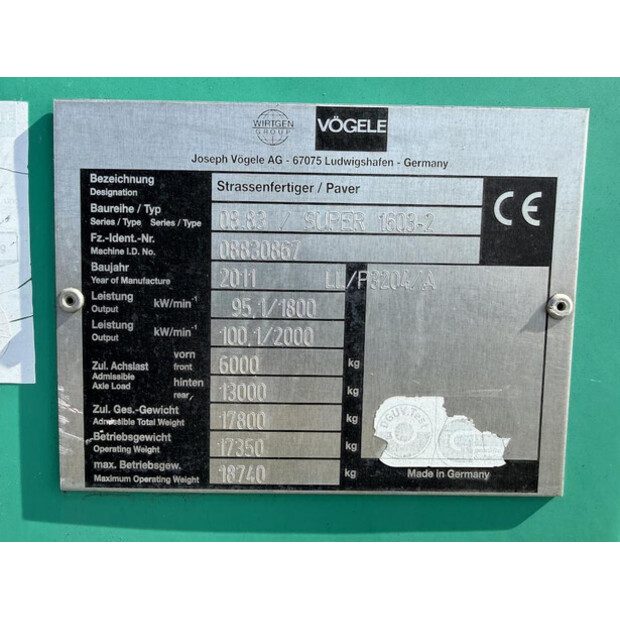 WIRTGEN
GROUP
VÖGELE
Joseph Vögele AG - 67075 Ludwigshafen - Germany
Bezeichnung
Designation
Strassenfertiger / Paver
Baureihe / Typ
Series / Type Series / Type
08.83 SUPER 1603-2
Fz.-Ident.-Nr.
Machine I.D. No.
08830867
Baujahr
Year of Manufacture
2011
Leistung kW/min⁻¹
Output
95,1/1800
Leistung kW/min⁻¹
Output
100,1/2000
Zul. Achslast vorn
Admissible front
Axle Load
6000 kg
hinten
rear
13000 kg
Zul. Ges.-Gewicht
Admissible Total Weight
17800 kg
Betriebsgewicht
Operating Weight
17350 kg
max. Betriebsgew.
Maximum Operating Weight
18740 kg
CE
Made in Germany